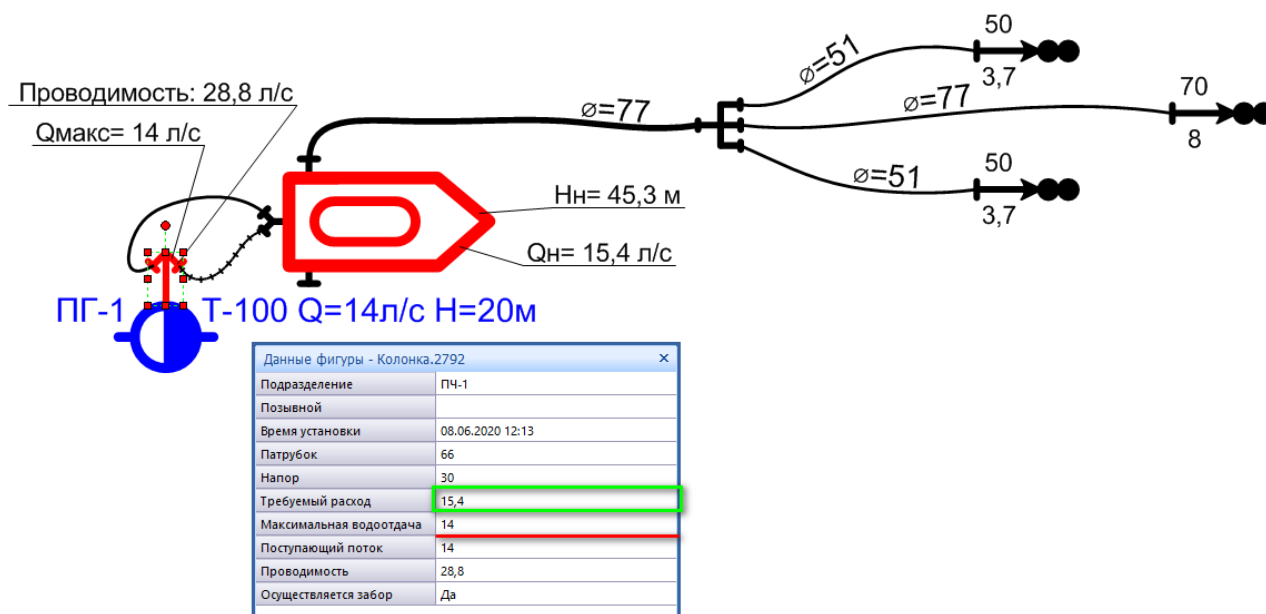 50
⌀=51
3,7
Проводимость: 28,8 л/с
70
⌀=77
⌀=77
Qмакс= 14 л/с
8
50
⌀=51
3,7
Hн= 45,3 м
Qн= 15,4 л/с
ПГ-1 Т-100 Q=14л/с H=20м
Данные фигуры - Колонка.2792 ×
Подразделение ПЧ-1
Позывной
Время установки 08.06.2020 12:13
Патрубок 66
Напор 30
Требуемый расход 15,4
Максимальная водоотдача 14
Поступающий поток 14
Проводимость 28,8
Осуществляется забор Да